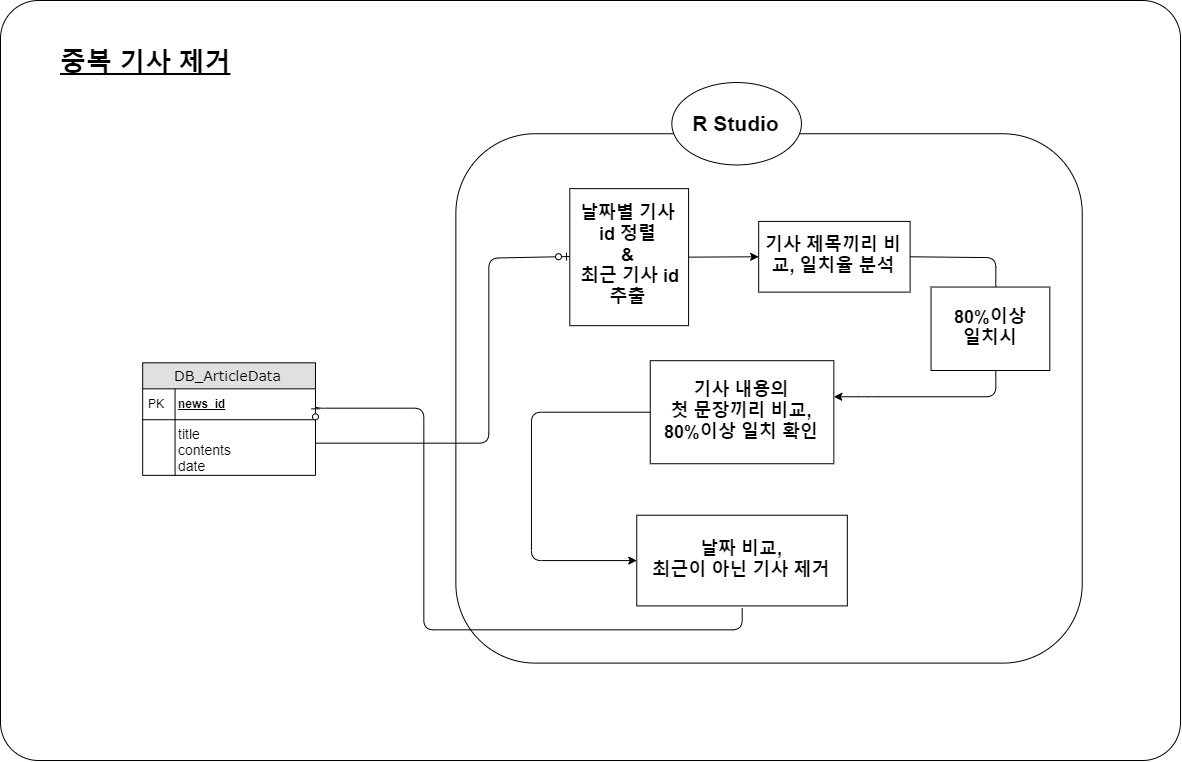 중복 기사 제거
R Studio
날짜별 기사
id 정렬
&
최근 기사 id
추출
기사 제목끼리 비
교, 일치율 분석
80%이상
일치시
기사 내용의
첫 문장끼리 비교,
80%이상 일치 확인
날짜 비교,
최근이 아닌 기사 제거
DB_ArticleData
PK news_id
title
contents
date